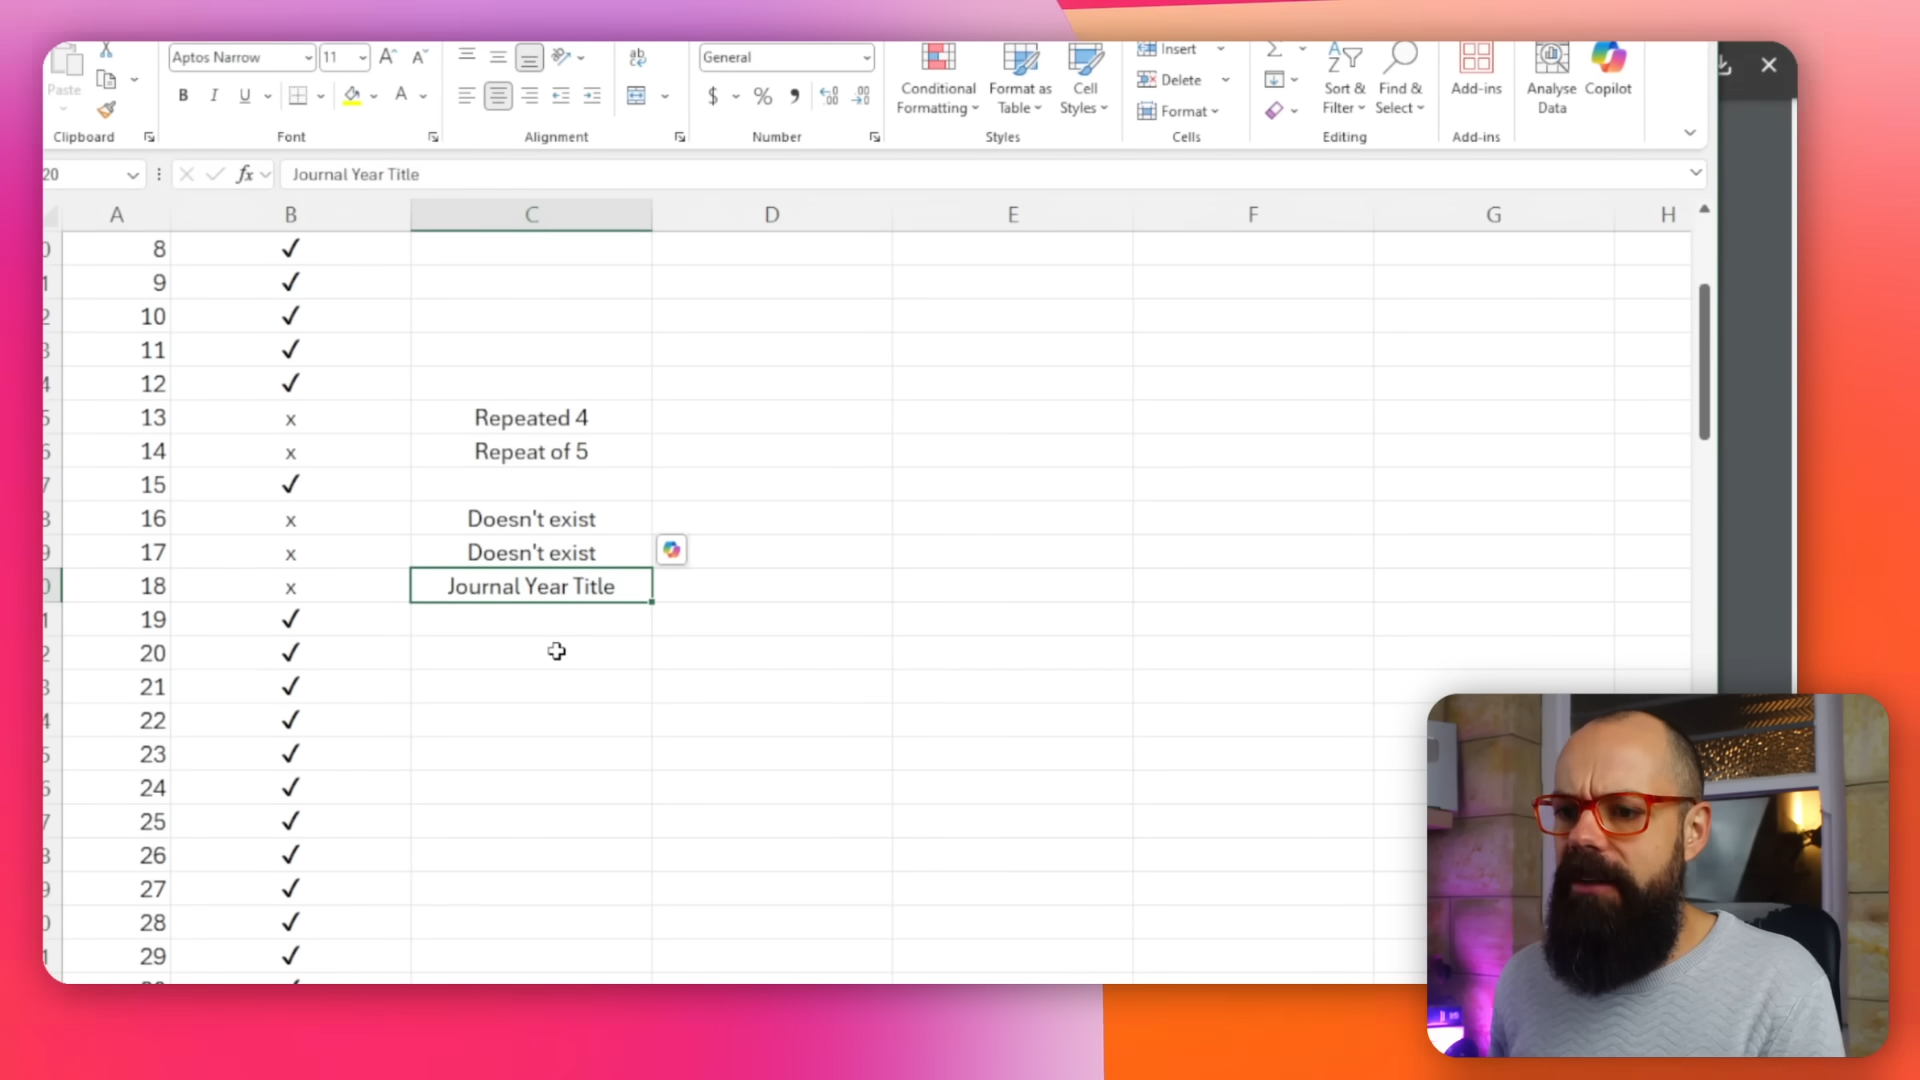 Aptos Narrow 11 General Insert
Paste Delete
Format
Conditional Formatting Format as Table Cell Styles Sort & Filter Find & Select Add-ins Analyse Data Copilot
Clipboard Font Alignment Number Styles Cells Editing Add-ins
20 fx Journal Year Title
A B C D E F G H
8 ✓
9 ✓
10 ✓
11 ✓
12 ✓
13 x Repeated 4
14 x Repeat of 5
15 ✓
16 x Doesn't exist
17 x Doesn't exist
18 x Journal Year Title
19 ✓
20 ✓
21 ✓
22 ✓
23 ✓
24 ✓
25 ✓
26 ✓
27 ✓
28 ✓
29 ✓